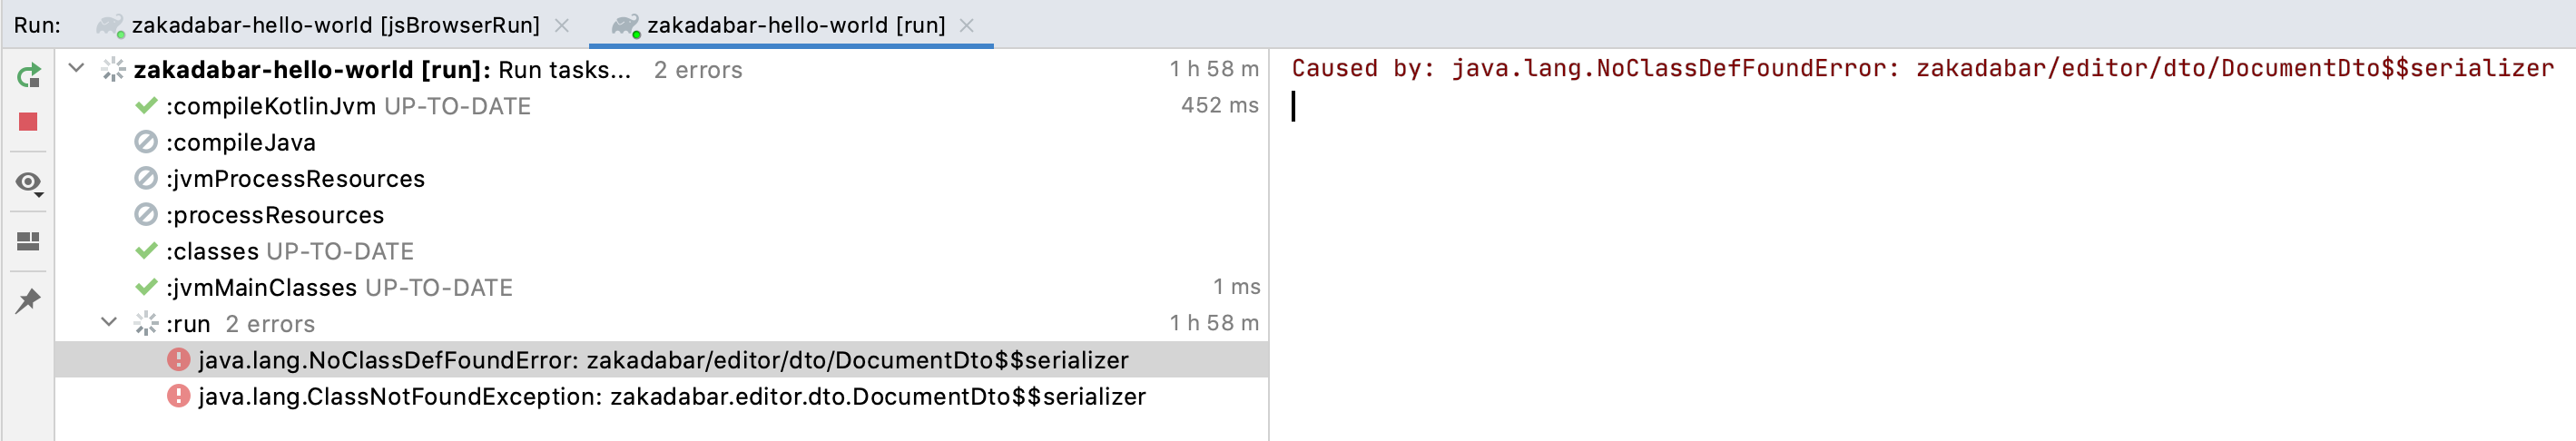 Run: zakadabar-hello-world [jsBrowserRun] zakadabar-hello-world [run]
zakadabar-hello-world [run]: Run tasks... 2 errors 1 h 58 m
:compileKotlinJvm UP-TO-DATE 452 ms
:compileJava
:jvmProcessResources
:processResources
:classes UP-TO-DATE
:jvmMainClasses UP-TO-DATE 1 ms
:run 2 errors 1 h 58 m
java.lang.NoClassDefFoundError: zakadabar/editor/dto/DocumentDto$$serializer
java.lang.ClassNotFoundException: zakadabar.editor.dto.DocumentDto$$serializer
Caused by: java.lang.NoClassDefFoundError: zakadabar/editor/dto/DocumentDto$$serializer